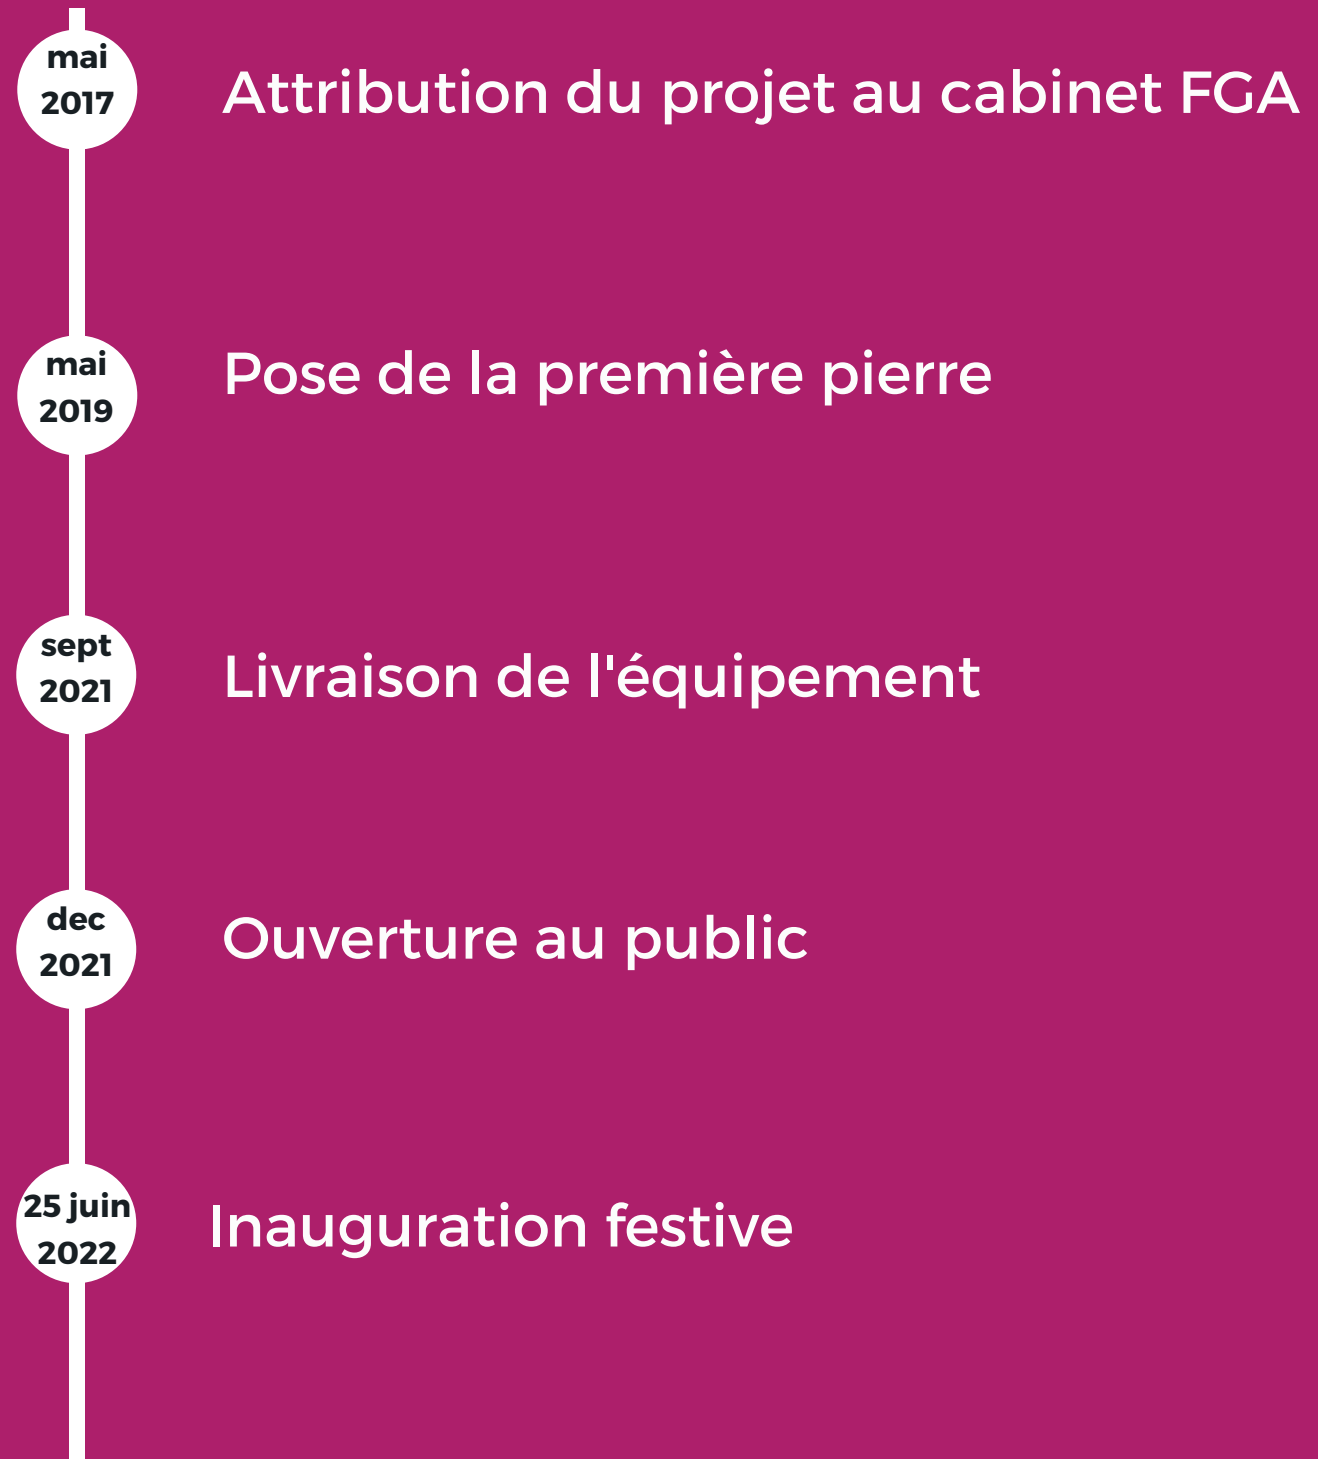 mai
2017
Attribution du projet au cabinet FGA
mai
2019
Pose de la première pierre
sept
2021
Livraison de l'équipement
dec
2021
Ouverture au public
25 juin
2022
Inauguration festive